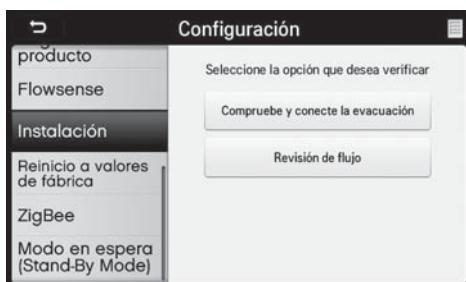 Configuración
producto
Seleccione la opción que desea verificar
Flowsense
Compruebe y conecte la evacuación
Instalación
Revisión de flujo
Reinicio a valores
de fábrica
ZigBee
Modo en espera
(Stand-By Mode)